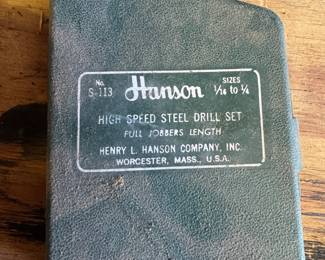 No. Hanson SIZES
S-113 1/16 to 1/4
HIGH SPEED STEEL DRILL SET
FULL JOBBERS LENGTH
HENRY L. HANSON COMPANY, INC.
WORCESTER, MASS., U.S.A.